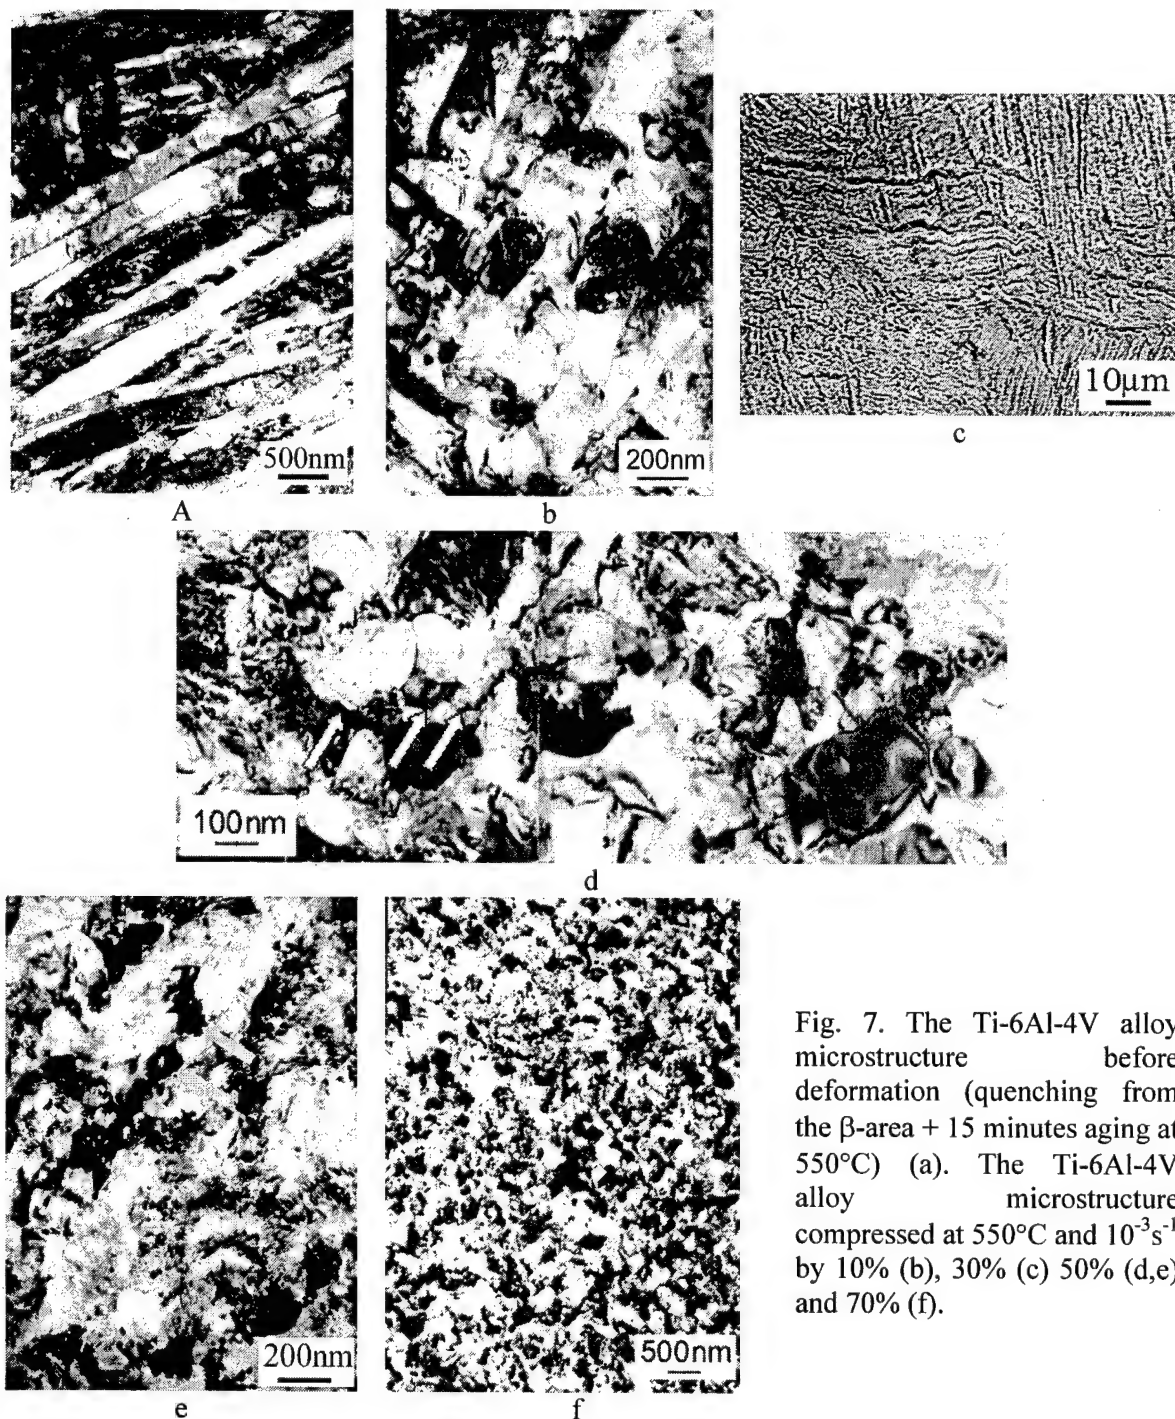 500nm
200nm
10μm
A
b
c
100nm
d
200nm
500nm
e
f
Fig. 7. The Ti-6Al-4V alloy
microstructure before
deformation (quenching from
the β-area + 15 minutes aging at
550°C) (a). The Ti-6Al-4V
alloy microstructure
compressed at 550°C and 10⁻³s⁻¹
by 10% (b), 30% (c) 50% (d,e)
and 70% (f).